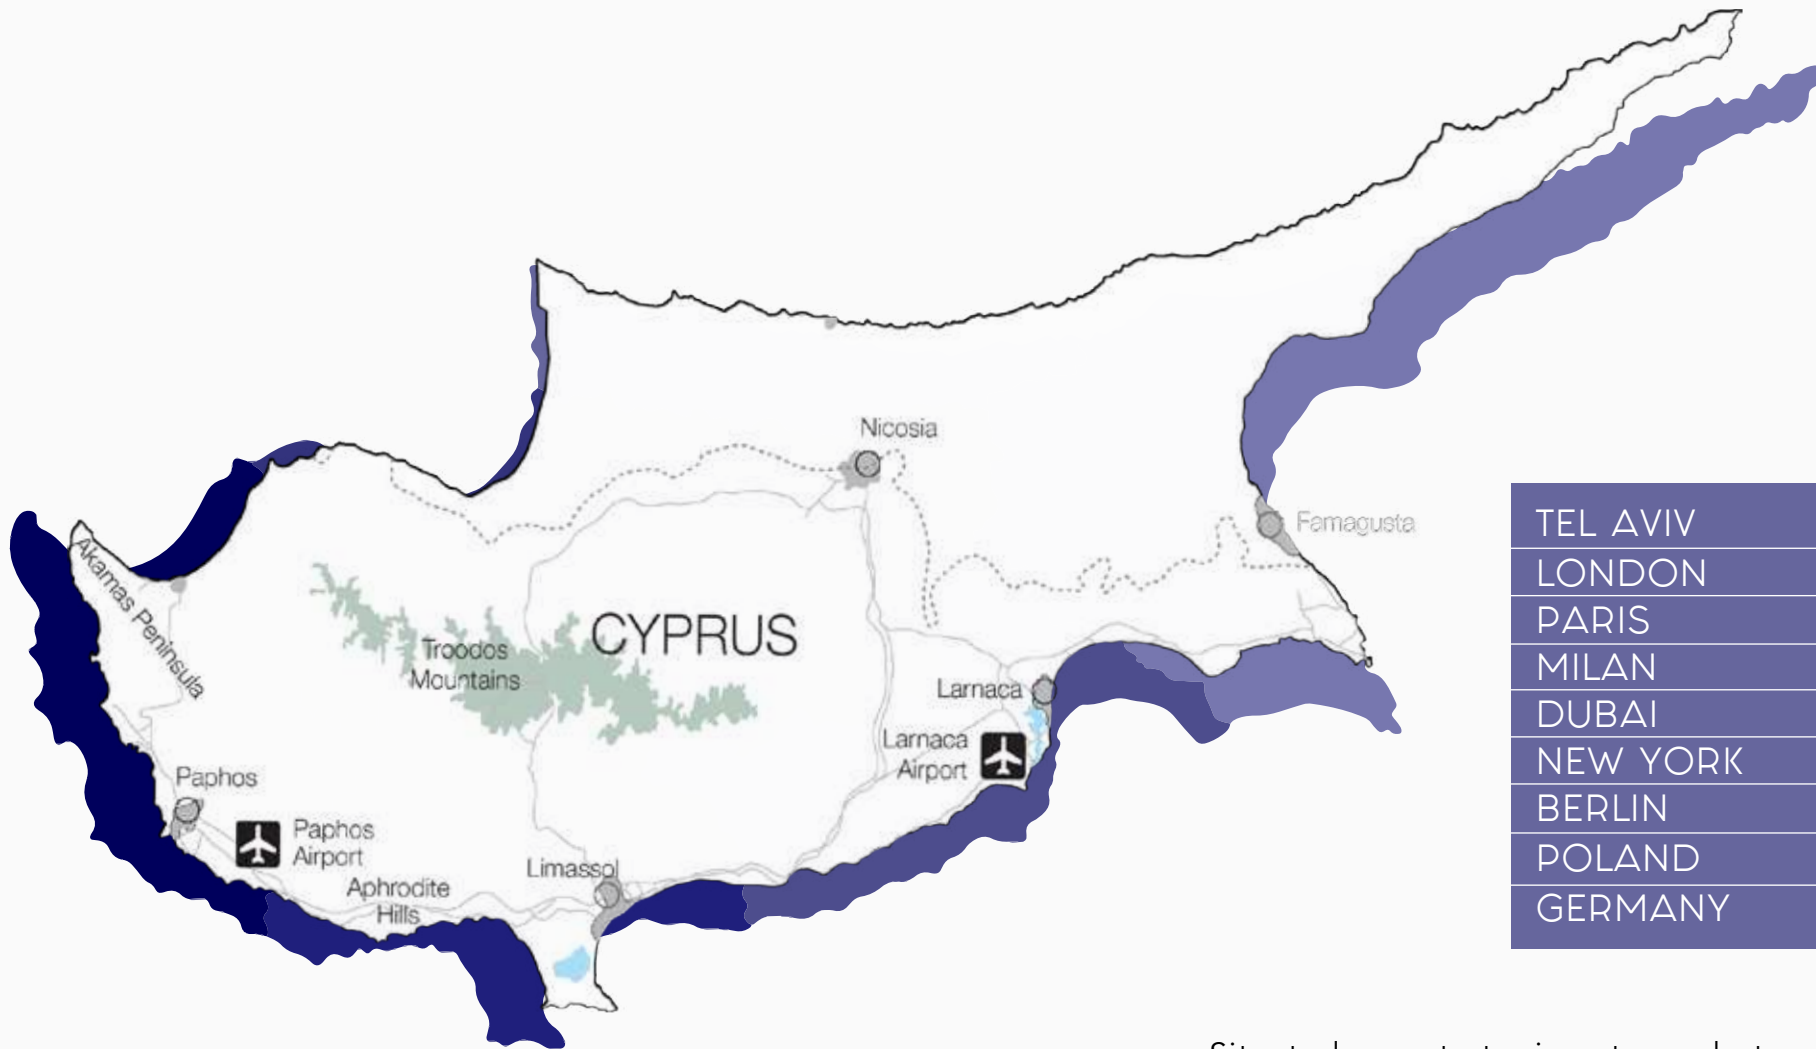 Nicosia
Famagusta
Akamas Peninsula
CYPRUS
Troodos
Mountains
Larnaca
Larnaca
Airport
Paphos
Paphos
Airport
Limassol
Aphrodite
Hills
TEL AVIV
LONDON
PARIS
MILAN
DUBAI
NEW YORK
BERLIN
POLAND
GERMANY